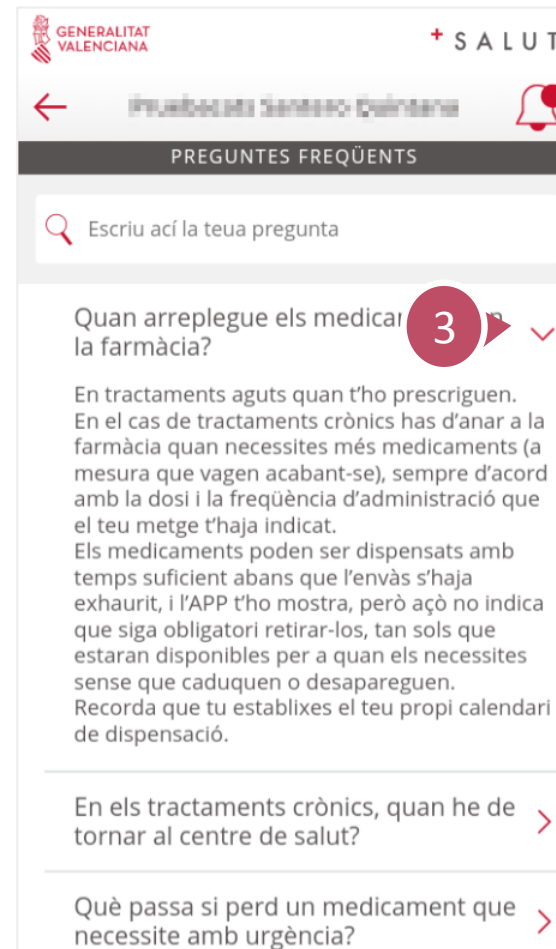 GENERALITAT
VALENCIANA
+ SALUT
PREGUNTES FREQÜENTS
Escriu ací la teua pregunta
Quan arreplegue els
3
la farmàcia?
En tractaments aguts quan t’ho prescriguen.
En el cas de tractaments crònics has d’anar a la
farmàcia quan necessites més medicaments (a
mesura que vagen acabant-se), sempre d’acord
amb la dosi i la freqüència d’administració que
el teu metge t’haja indicat.
Els medicaments poden ser dispensats amb
temps suficient abans que l’envàs s’haja
exhaurit, i l’APP t’ho mostra, però açò no indica
que siga obligatori retirar-los, tan sols que
estaran disponibles per a quan els necessites
sense que caduquen o desapareguen.
Recorda que tu establixes el teu propi calendari
de dispensació.
En els tractaments crònics, quan he de
tornar al centre de salut?
Què passa si perd un medicament que
necessite amb urgència?